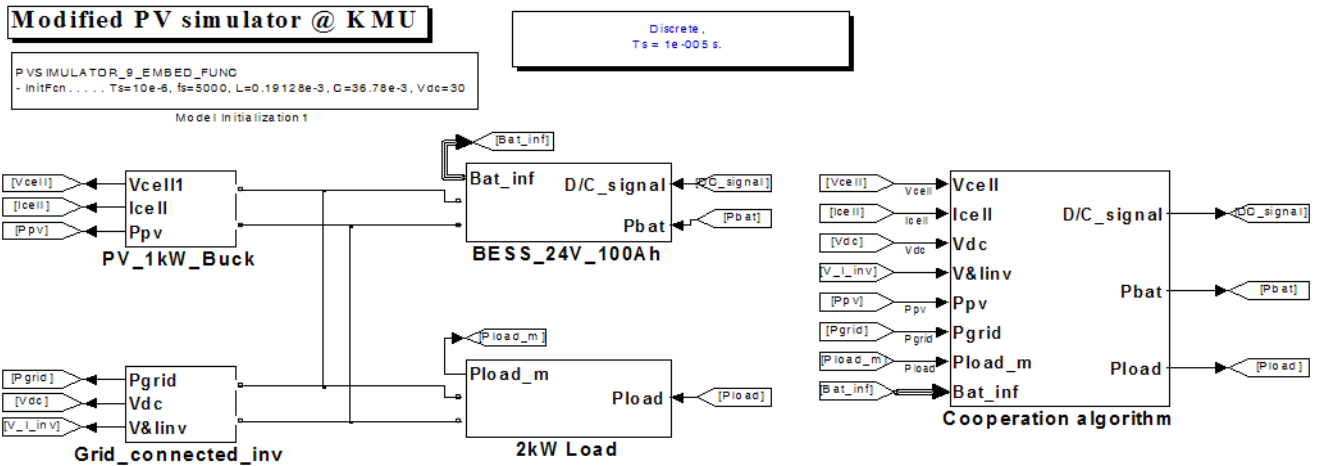 Modified PV simulator @ KMU
Discrete,
Ts = 1e-005 s.
PVSIMULATOR_9_EMBED_FUNC
- InitFcn..... Ts=10e-6, fs=5000, L=0.19128e-3, C=36.78e-3, Vdc=30
Model Initialization1
[Vcell]
[Icell]
[Ppv]
Vcell1
Icell
Ppv
PV_1kW_Buck
[Bat_inf]
Bat_inf
D/C_signal
Pbat
[DC_signal]
[Pbat]
BESS_24V_100Ah
[Pgrid]
[Vdc]
[V_I_inv]
Pgrid
Vdc
V&Iinv
Grid_connected_inv
[Pload_m]
Pload_m
Pload
[Pload]
2kW Load
[Vcell]
[Icell]
[Vdc]
[V_I_inv]
[Ppv]
[Pgrid]
[Pload_m]
[Bat_inf]
Vcell
Icell
Vdc
Ppv
Pgrid
Pload
Vcell
Icell
Vdc
V&Iinv
Ppv
Pgrid
Pload_m
Bat_inf
D/C_signal
Pbat
Pload
[DC_signal]
[Pbat]
[Pload]
Cooperation algorithm